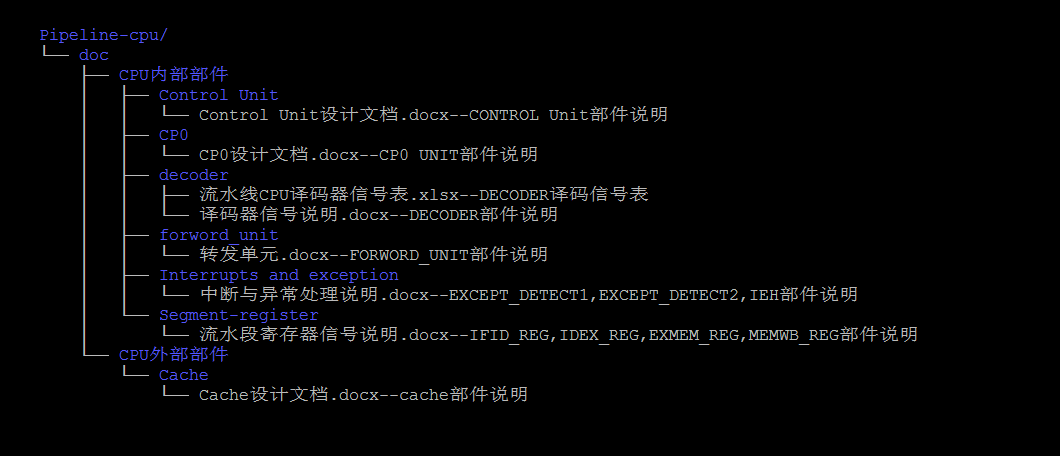 Pipeline-cpu/
└── doc
    ├── CPU内部部件
    │   ├── Control Unit
    │   │   └── Control Unit设计文档.docx--CONTROL Unit部件说明
    │   ├── CP0
    │   │   └── CP0设计文档.docx--CP0 UNIT部件说明
    │   ├── decoder
    │   │   ├── 流水线CPU译码器信号表.xlsx--DECODER译码信号表
    │   │   └── 译码器信号说明.docx--DECODER部件说明
    │   ├── forword_unit
    │   │   └── 转发单元.docx--FORWORD_UNIT部件说明
    │   ├── Interrupts and exception
    │   │   └── 中断与异常处理说明.docx--EXCEPT_DETECT1,EXCEPT_DETECT2,IEH部件说明
    │   └── Segment-register
    │       └── 流水段寄存器信号说明.docx--IFID_REG,IDEX_REG,EXMEM_REG,MEMWB_REG部件说明
    └── CPU外部部件
        └── Cache
            └── Cache设计文档.docx--cache部件说明